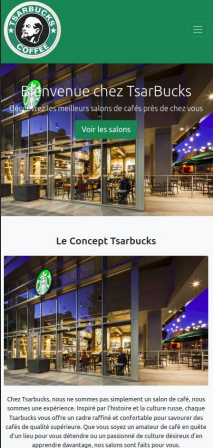 TSARBUCKS
COFFEE
Bienvenue chez TsarBucks
Découvrez les meilleurs salons de cafés près de chez vous
Voir les salons
Le Concept Tsarbucks
Chez Tsarbucks, nous ne sommes pas simplement un salon de café, nous
sommes une expérience. Inspiré par l'histoire et la culture russe, chaque
Tsarbucks vous offre un cadre raffiné et confortable pour savourer des
cafés de qualité supérieure. Que vous soyez un amateur de café en quête
d'un lieu pour vous détendre ou un passionné de culture désireux d'en
apprendre davantage, nos salons sont faits pour vous.